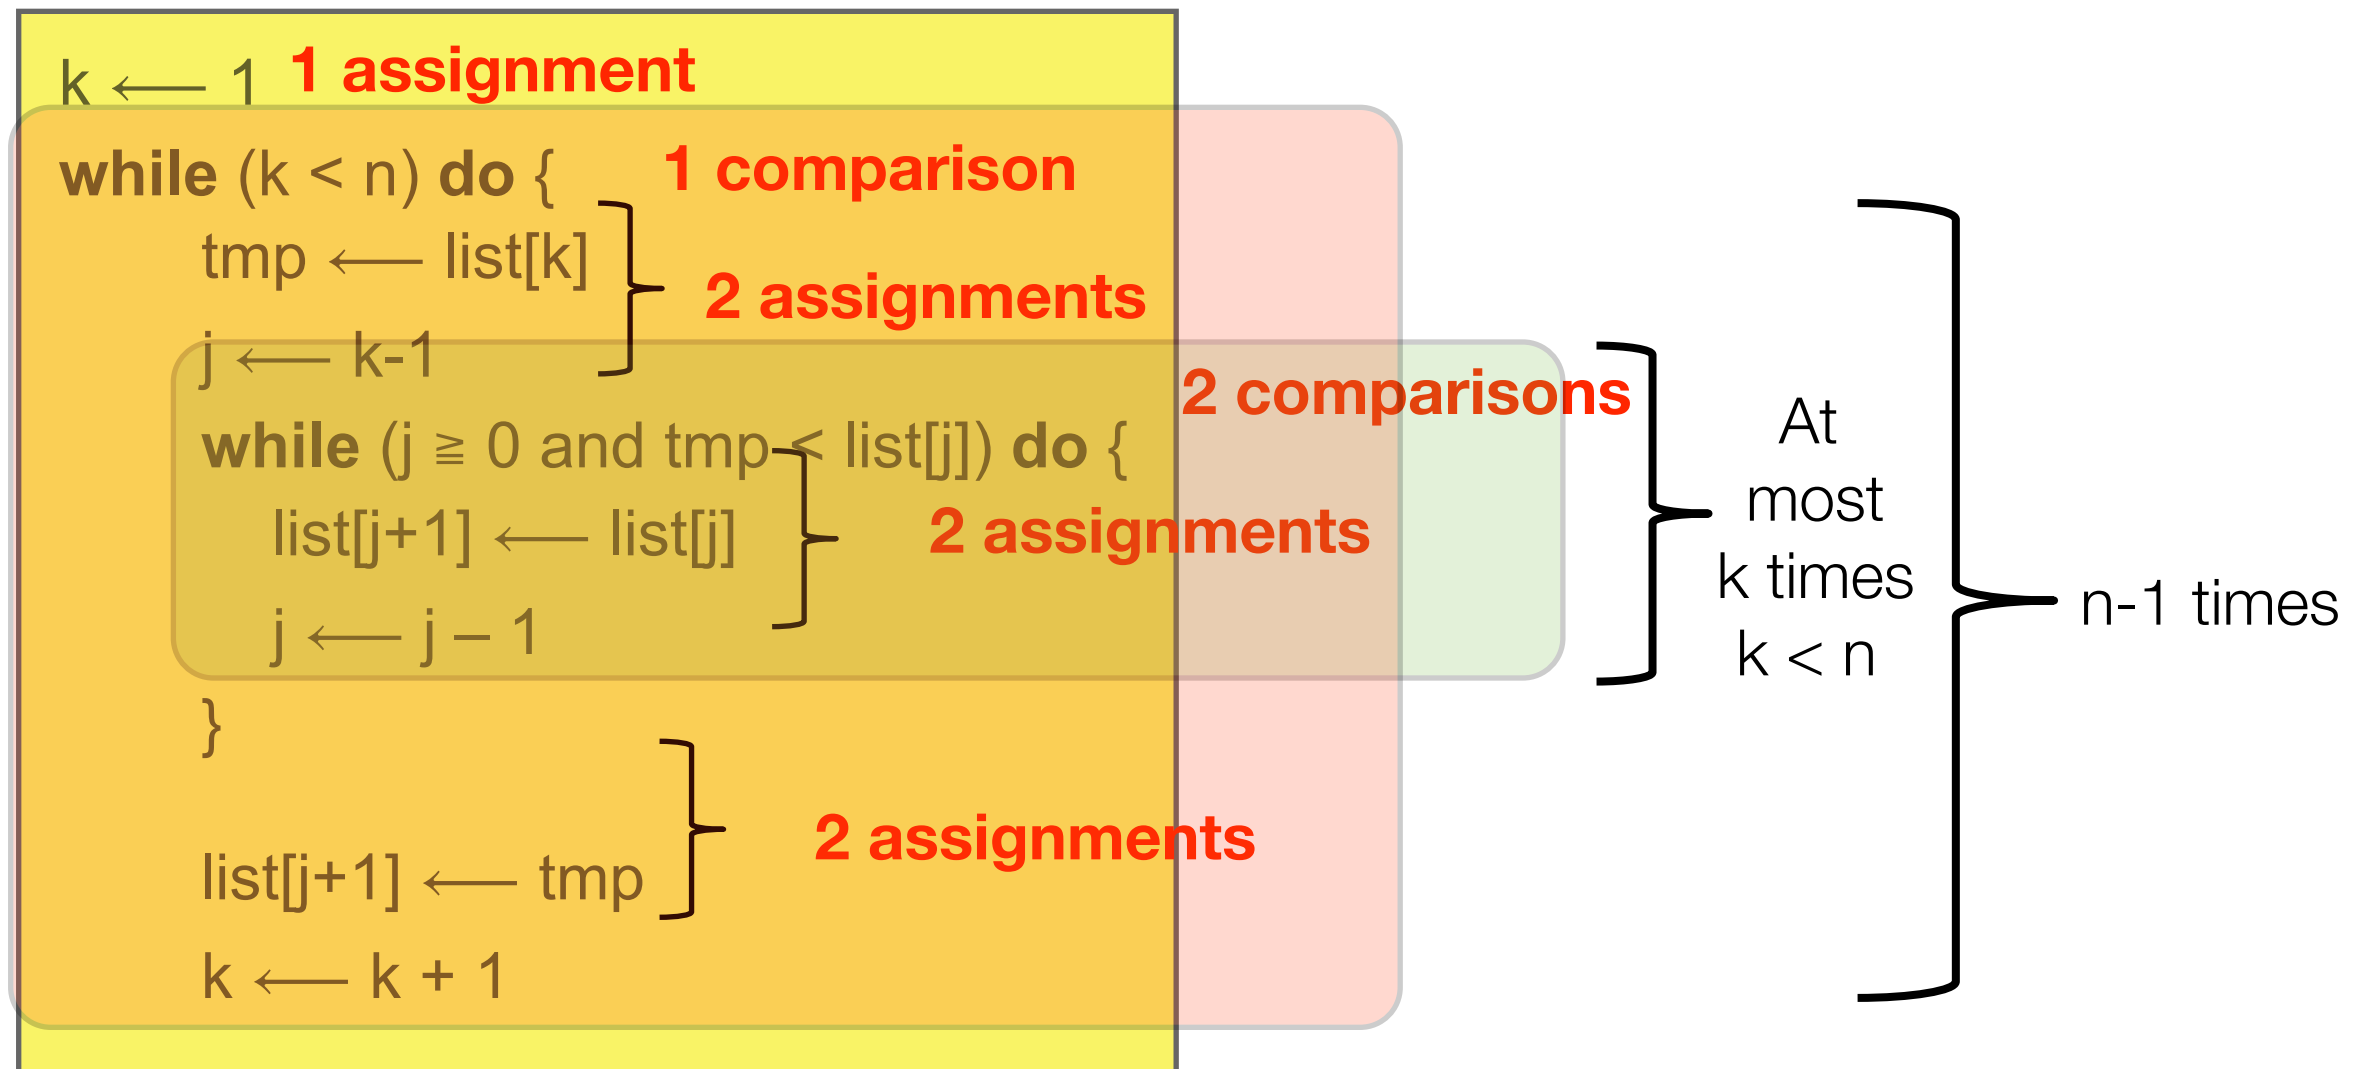 k ⟵ 1 1 assignment
while (k < n) do { 1 comparison
tmp ⟵ list[k]
2 assignments
j ⟵ k-1
2 comparisons
while (j ≧ 0 and tmp < list[j]) do {
list[j+1] ⟵ list[j] 2 assignments
j ⟵ j – 1
}
2 assignments
list[j+1] ⟵ tmp
k ⟵ k + 1
At
most
k times
k < n
n-1 times